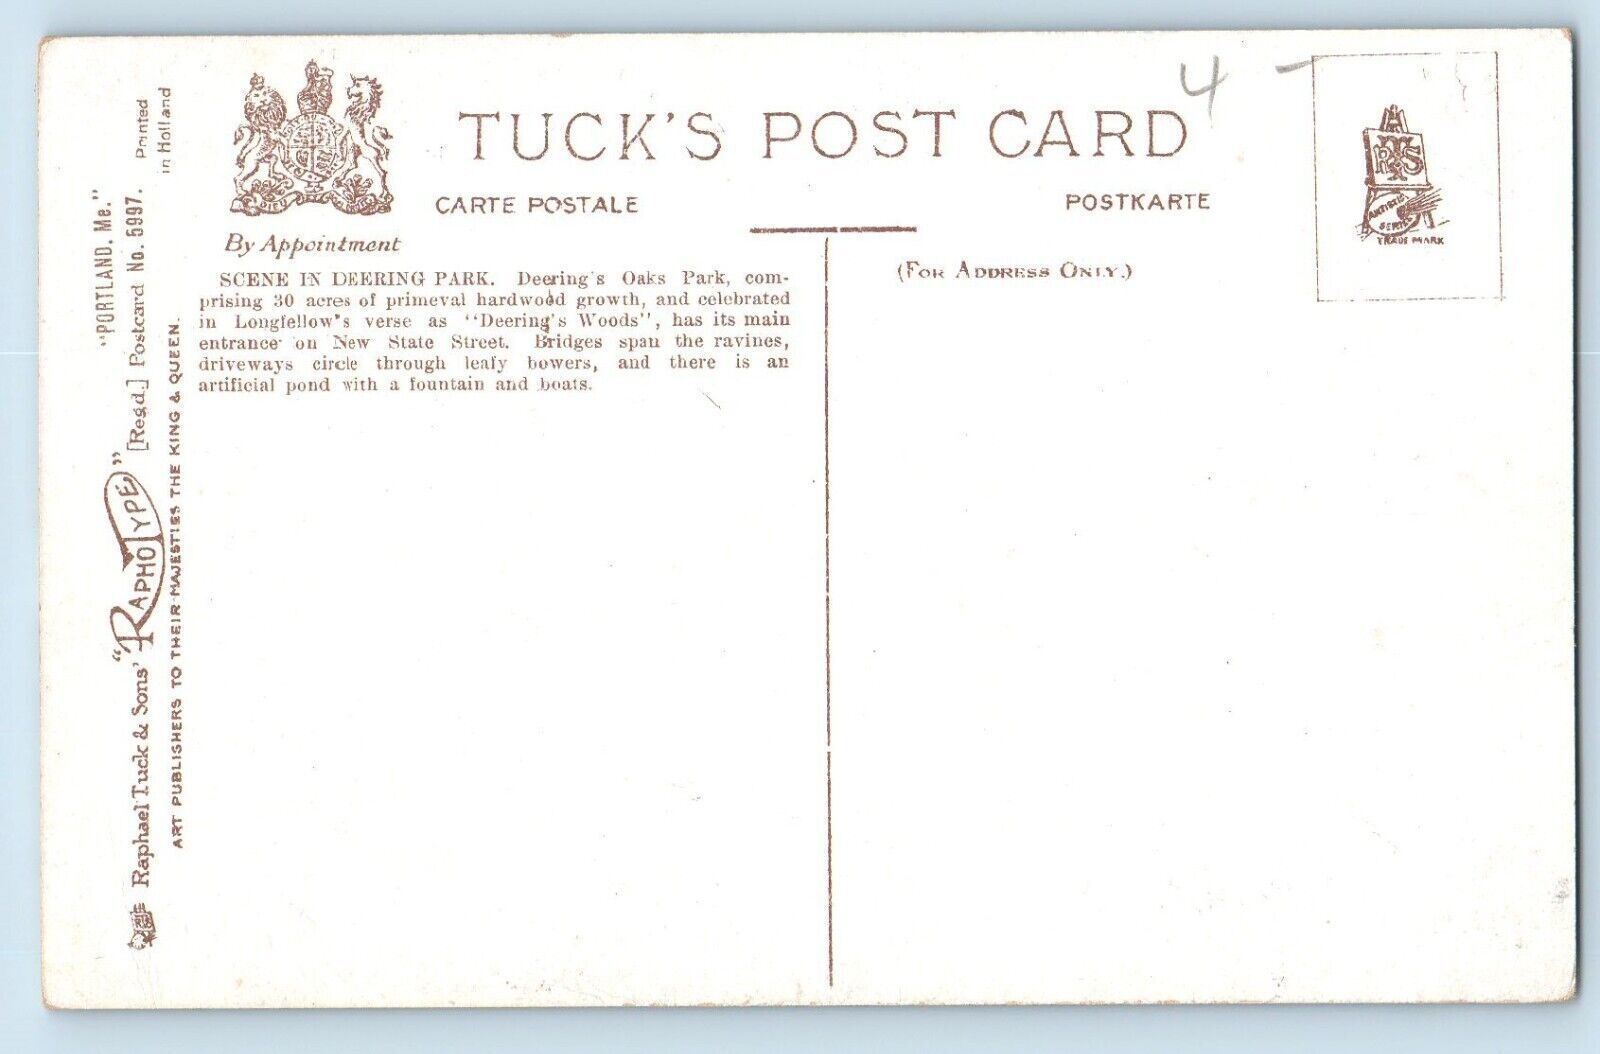 TUCK'S POST CARD
CARTE POSTALE
POSTKARTE
4 -
By Appointment
(FOR ADDRESS ONLY.)
SCENE IN DEERING PARK. Deering's Oaks Park, com-
prising 30 acres of primeval hardwood growth, and celebrated
in Longfellow's verse as "Deering's Woods", has its main
entrance on New State Street. Bridges span the ravines,
driveways circle through leafy bowers, and there is an
artificial pond with a fountain and boats.
ARTISTIC
SERIES
TRADE MARK
"PORTLAND, Me."
Raphael Tuck & Sons' "RAPHOTYPE" [Regd.] Postcard No. 5997. Printed
in Holland
ART PUBLISHERS TO THEIR MAJESTIES THE KING & QUEEN.